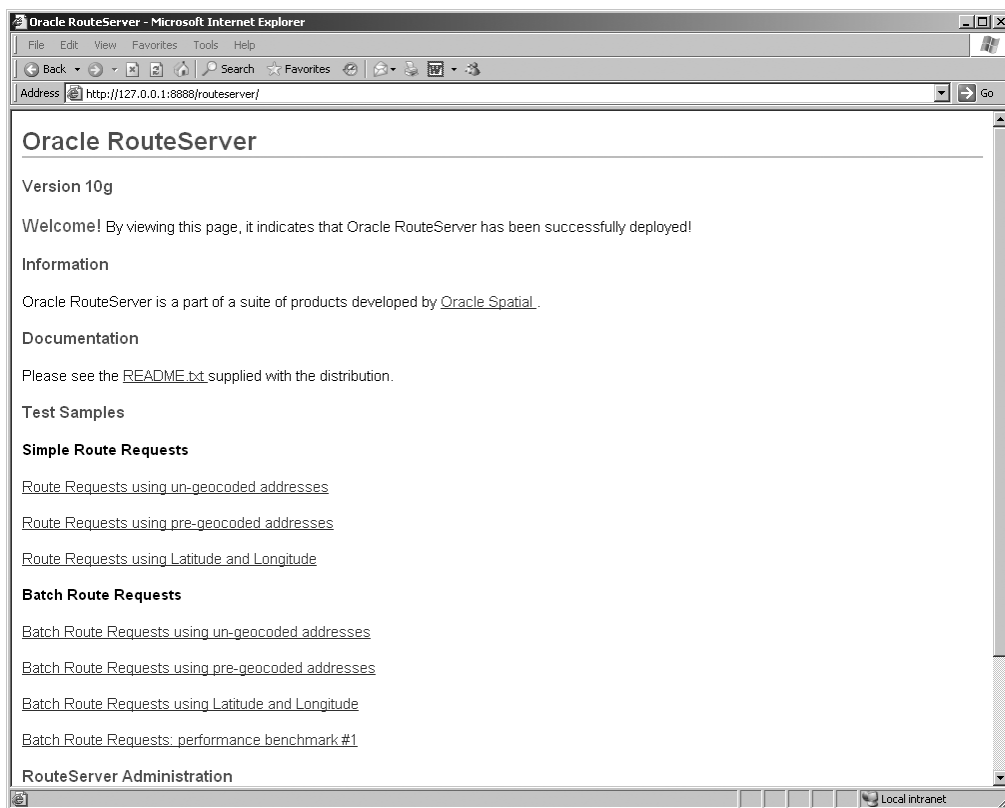 Oracle RouteServer - Microsoft Internet Explorer
File Edit View Favorites Tools Help
Back Search Favorites
Address http://127.0.0.1:8888/routeserver/ Go
Oracle RouteServer
Version 10g
Welcome! By viewing this page, it indicates that Oracle RouteServer has been successfully deployed!
Information
Oracle RouteServer is a part of a suite of products developed by Oracle Spatial .
Documentation
Please see the README.txt supplied with the distribution.
Test Samples
Simple Route Requests
Route Requests using un-geocoded addresses
Route Requests using pre-geocoded addresses
Route Requests using Latitude and Longitude
Batch Route Requests
Batch Route Requests using un-geocoded addresses
Batch Route Requests using pre-geocoded addresses
Batch Route Requests using Latitude and Longitude
Batch Route Requests: performance benchmark #1
RouteServer Administration
Local intranet